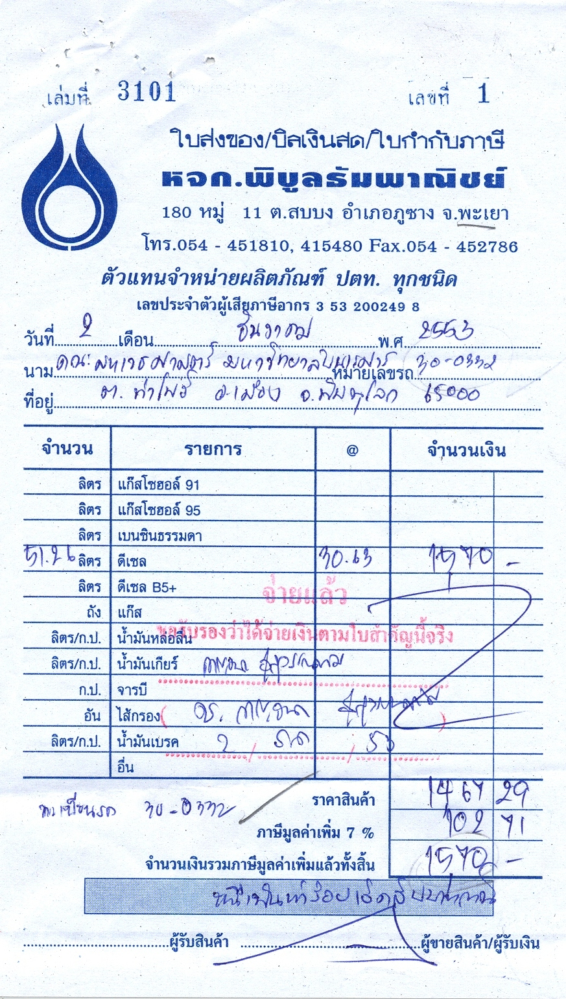 เล่มที่ 3101 เลขที่ 1
ใบส่งของ/บิลเงินสด/ใบกำกับภาษี
หจก.พิบูลธัมพาณิชย์
180 หมู่ 11 ต.สบบง อำเภอภูซาง จ.พะเยา
โทร.054 - 451810, 415480 Fax.054 - 452786
ตัวแทนจำหน่ายผลิตภัณฑ์ ปตท. ทุกชนิด
เลขประจำตัวผู้เสียภาษีอากร 3 53 200249 8
วันที่ 2 เดือน ธันวาคม พ.ศ. 2553
นาม คณะ มหาวิทยาลัยนเรศวร หมายเลขรถ 30-0332
ที่อยู่ ต. ท่าโพธิ์ อ.เมือง จ.พิษณุโลก 65000
จำนวน รายการ @ จำนวนเงิน
ลิตร แก๊สโซฮอล์ 91
ลิตร แก๊สโซฮอล์ 95
ลิตร เบนซินธรรมดา
51.26 ลิตร ดีเซล 30.63 1570 -
ลิตร ดีเซล B5+
จ่ายแล้ว
ถัง แก๊ส
ขอรับรองว่าได้จ่ายเงินตามใบสำคัญนี้จริง
ลิตร/ก.ป. น้ำมันหล่อลื่น
ลิตร/ก.ป. น้ำมันเกียร์
ก.ป. จารบี
อัน ไส้กรอง ( ดร. )
ลิตร/ก.ป. น้ำมันเบรค 2 / ธค / 53
อื่น
ราคาสินค้า 1467 29
ทะเบียนรถ 30-0332
ภาษีมูลค่าเพิ่ม 7 % 102 71
จำนวนเงินรวมภาษีมูลค่าเพิ่มแล้วทั้งสิ้น 1570 -
หนึ่งพันห้าร้อยเจ็ดสิบบาทถ้วน
ผู้รับสินค้า ผู้ขายสินค้า/ผู้รับเงิน